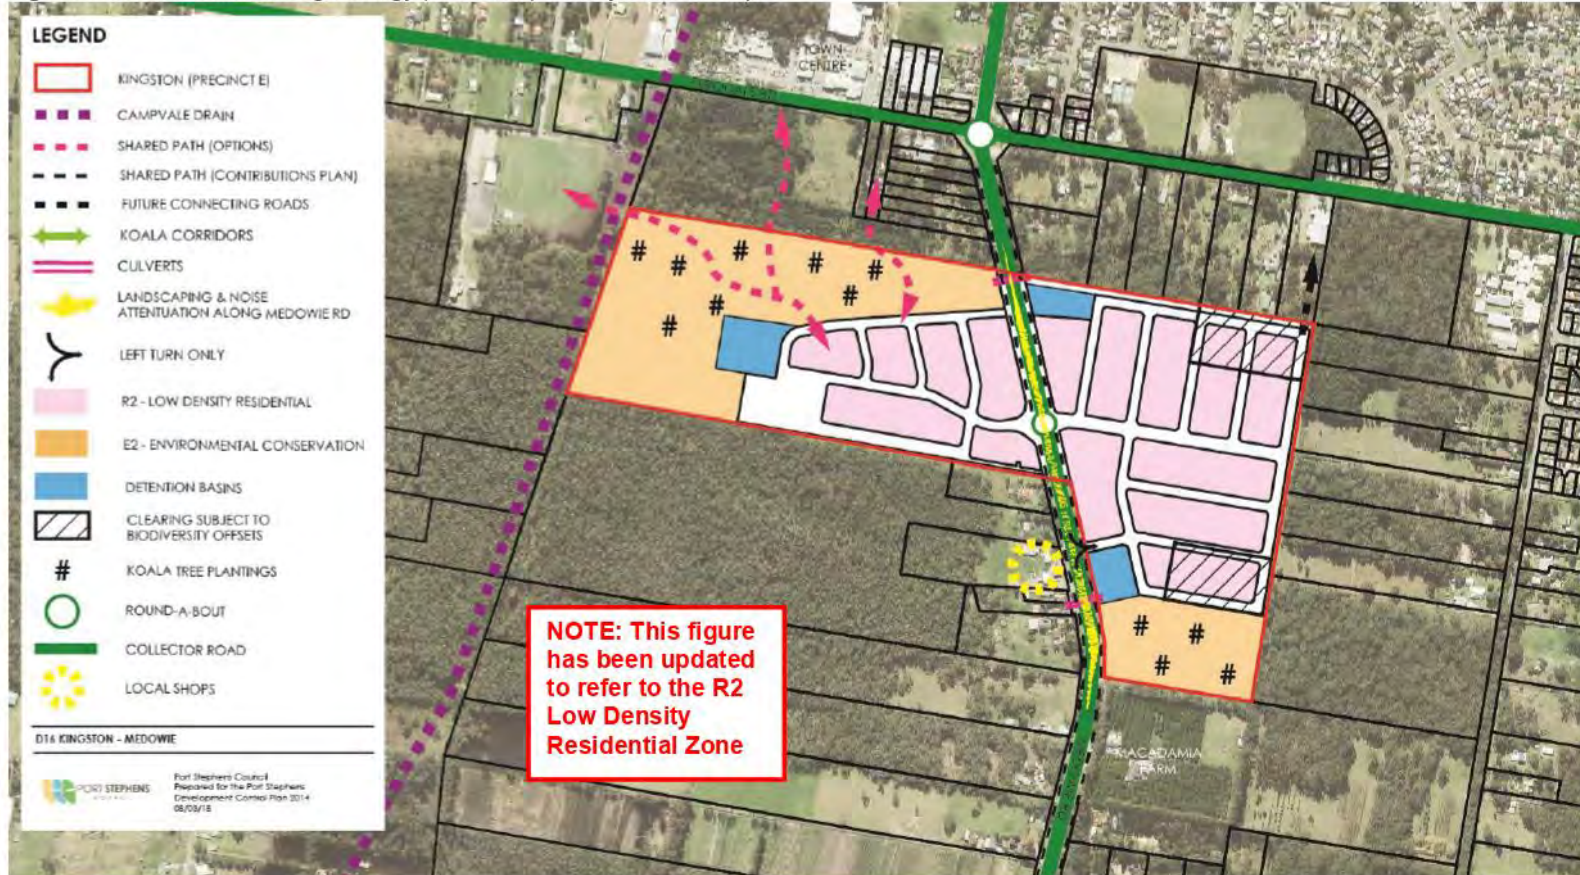 LEGEND
KINGSTON (PRECINCT E)
CAMPVALE DRAIN
SHARED PATH (OPTIONS)
SHARED PATH (CONTRIBUTIONS PLAN)
FUTURE CONNECTING ROADS
KOALA CORRIDORS
CULVERTS
LANDSCAPING & NOISE
ATTENUATION ALONG MEDOWIE RD
LEFT TURN ONLY
R2 - LOW DENSITY RESIDENTIAL
E2 - ENVIRONMENTAL CONSERVATION
DETENTION BASINS
CLEARING SUBJECT TO
BIODIVERSITY OFFSETS
# KOALA TREE PLANTINGS
ROUND-A-BOUT
COLLECTOR ROAD
LOCAL SHOPS
D16 KINGSTON - MEDOWIE
PORT STEPHENS
Port Stephens Council
Prepared for the Port Stephens
Development Control Plan 2014
08/03/18
TOWN
CENTRE
NOTE: This figure
has been updated
to refer to the R2
Low Density
Residential Zone
MACADAMIA
FARM